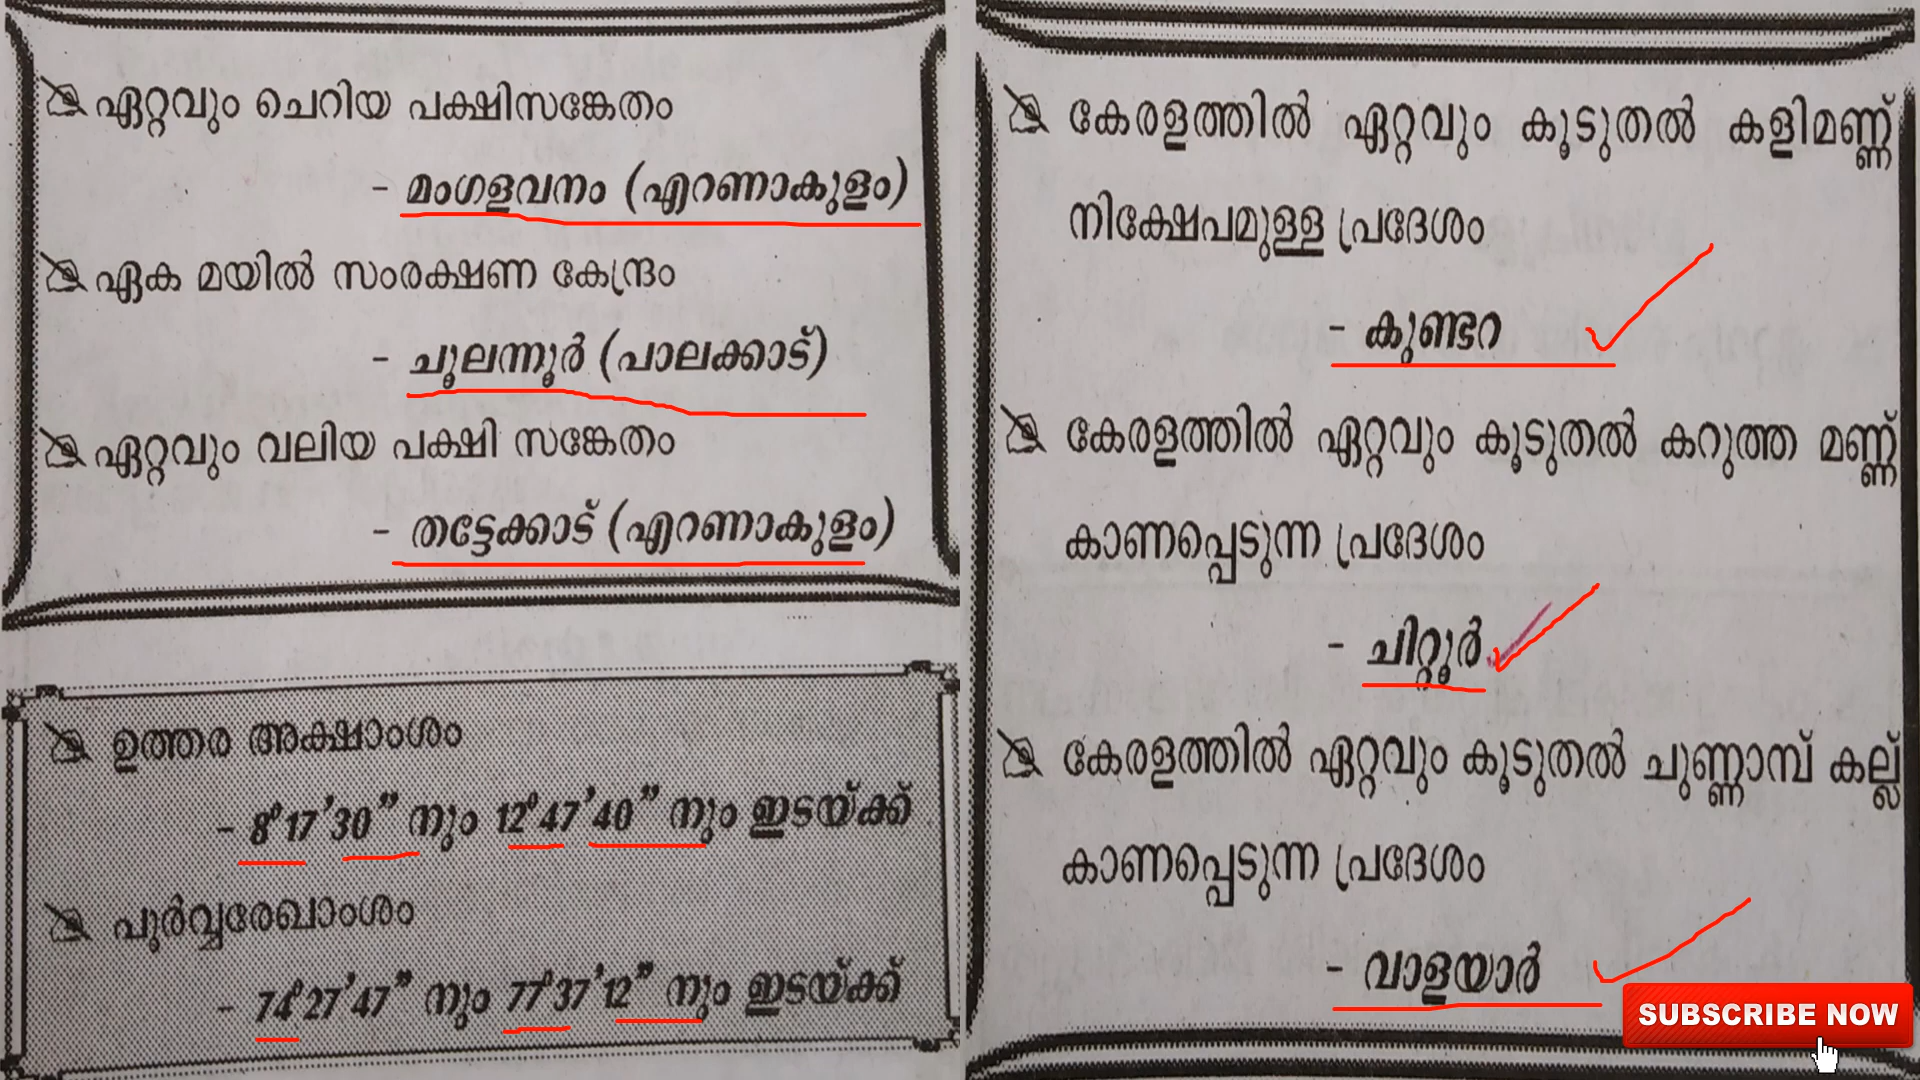 ഏറ്റവും ചെറിയ പക്ഷിസങ്കേതം
- മംഗളവനം (എറണാകുളം)
ഏക മയിൽ സംരക്ഷണ കേന്ദ്രം
- ചൂലന്നൂർ (പാലക്കാട്)
ഏറ്റവും വലിയ പക്ഷി സങ്കേതം
- തട്ടേക്കാട് (എറണാകുളം)
ഉത്തര അക്ഷാംശം
- 8°17'30" നും 12°47'40" നും ഇടയ്ക്ക്
പൂർവ്വരേഖാംശം
- 74°27'47" നും 77°37'12" നും ഇടയ്ക്ക്
കേരളത്തിൽ ഏറ്റവും കൂടുതൽ കളിമണ്ണ്
നിക്ഷേപമുള്ള പ്രദേശം
- കുണ്ടറ
കേരളത്തിൽ ഏറ്റവും കൂടുതൽ കറുത്ത മണ്ണ്
കാണപ്പെടുന്ന പ്രദേശം
- ചിറ്റൂർ
കേരളത്തിൽ ഏറ്റവും കൂടുതൽ ചുണ്ണാമ്പ് കല്ല്
കാണപ്പെടുന്ന പ്രദേശം
- വാളയാർ
SUBSCRIBE NOW